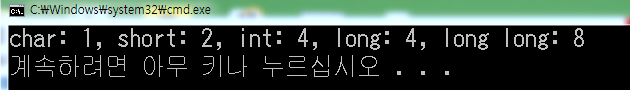 C:₩Windows₩system32₩cmd.exe
char: 1, short: 2, int: 4, long: 4, long long: 8
계속하려면 아무 키나 누르십시오 . . .